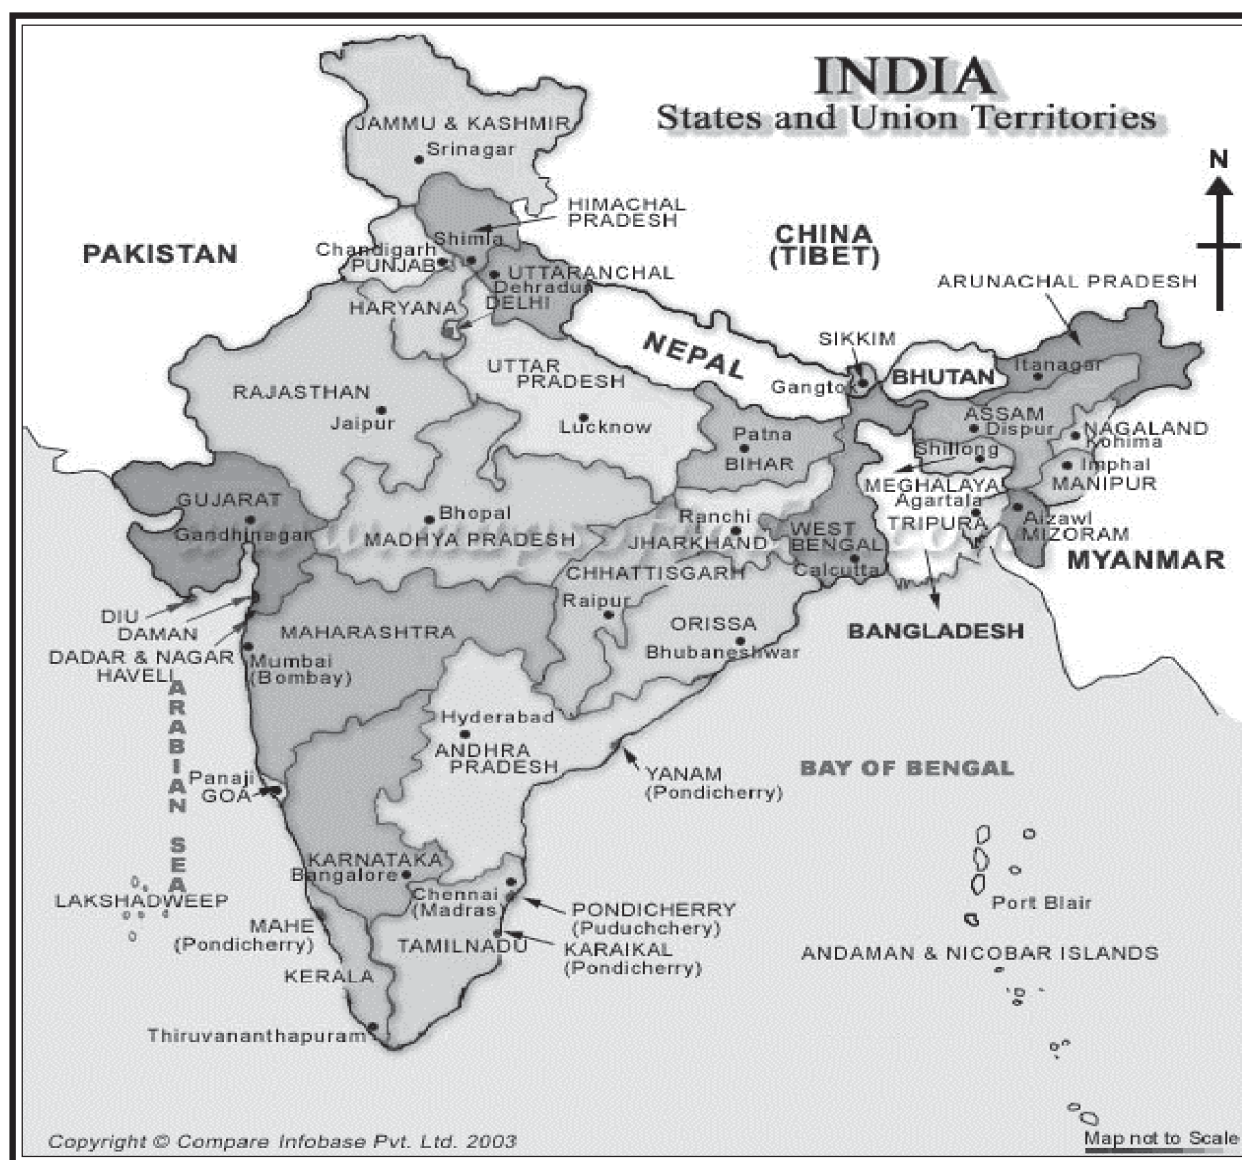 INDIA
States and Union Territories
N
JAMMU & KASHMIR
Srinagar
HIMACHAL
PRADESH
PAKISTAN
CHINA
(TIBET)
Shimla
Chandigarh
PUNJAB
UTTARANCHAL
Dehradun
DELHI
HARYANA
ARUNACHAL PRADESH
NEPAL
SIKKIM
Gangtok
BHUTAN
Itanagar
UTTAR
PRADESH
RAJASTHAN
Jaipur
Lucknow
Patna
BIHAR
ASSAM
Dispur
NAGALAND
Kohima
Shillong
Imphal
MANIPUR
MEGHALAYA
Agartala
TRIPURA
Aizawl
MIZORAM
GUJARAT
Gandhinagar
Bhopal
MADHYA PRADESH
Ranchi
JHARKHAND
WEST
BENGAL
Calcutta
MYANMAR
CHHATTISGARH
Raipur
ORISSA
Bhubaneshwar
BANGLADESH
DIU
DAMAN
DADAR & NAGAR
HAVELI
MAHARASHTRA
Mumbai
(Bombay)
ARABIAN SEA
Hyderabad
ANDHRA
PRADESH
YANAM
(Pondicherry)
BAY OF BENGAL
Panaji
GOA
KARNATAKA
Bangalore
Chennai
(Madras)
LAKSHADWEEP
MAHE
(Pondicherry)
PONDICHERRY
(Puduchchery)
KARAIKAL
(Pondicherry)
TAMILNADU
KERALA
Thiruvananthapuram
Port Blair
ANDAMAN & NICOBAR ISLANDS
Copyright © Compare Infobase Pvt. Ltd. 2003
Map not to Scale